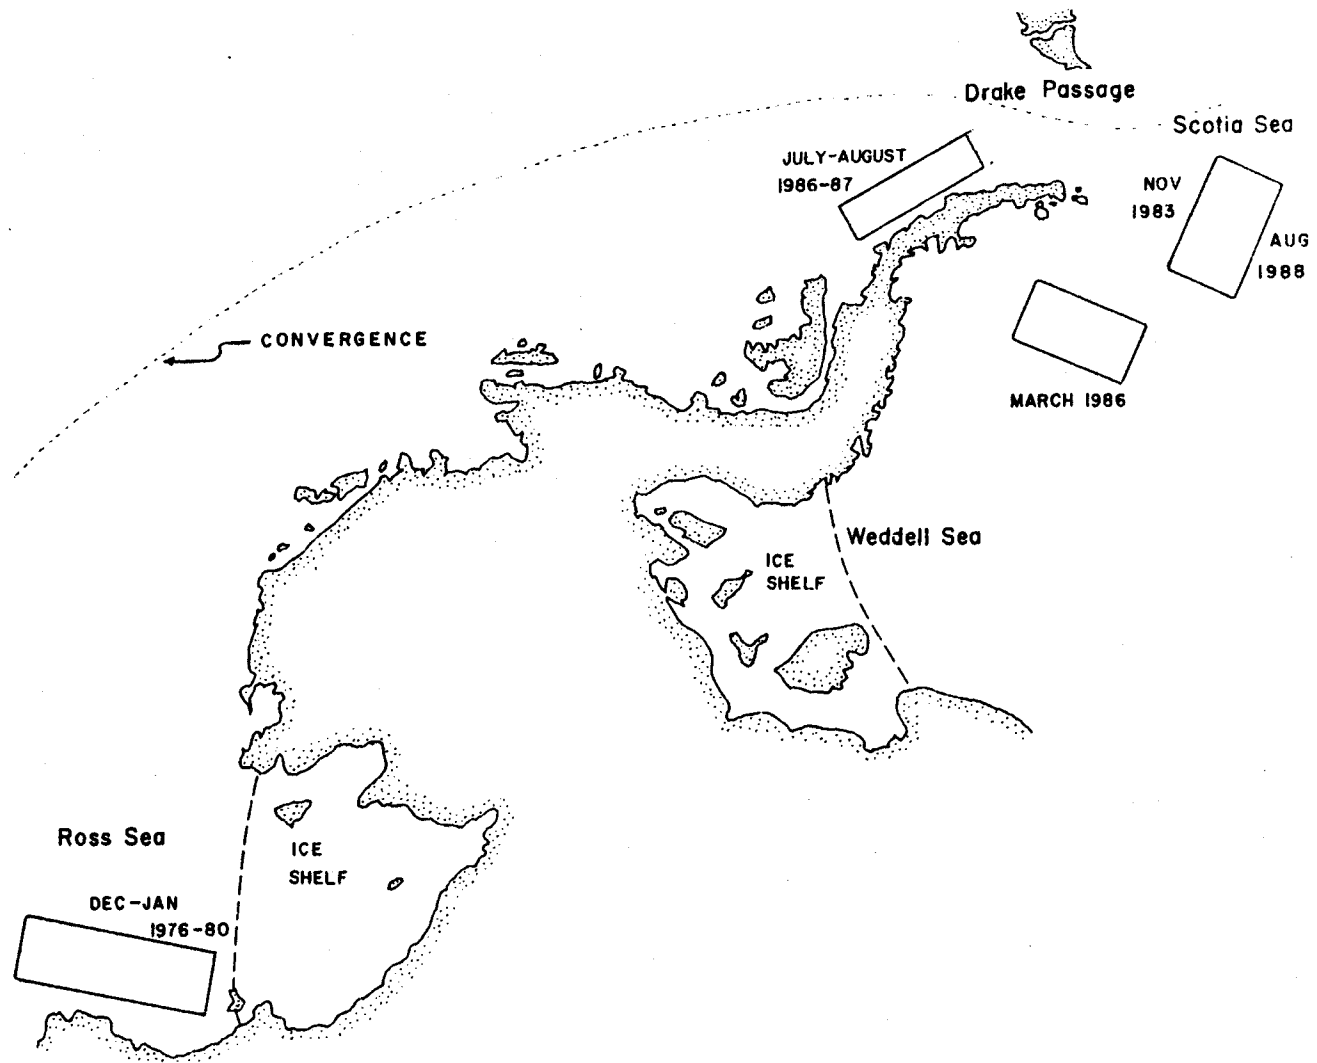 Drake Passage
Scotia Sea
JULY-AUGUST
1986-87
NOV
1983
AUG
1988
CONVERGENCE
MARCH 1986
Weddell Sea
ICE
SHELF
Ross Sea
ICE
SHELF
DEC-JAN
1976-80